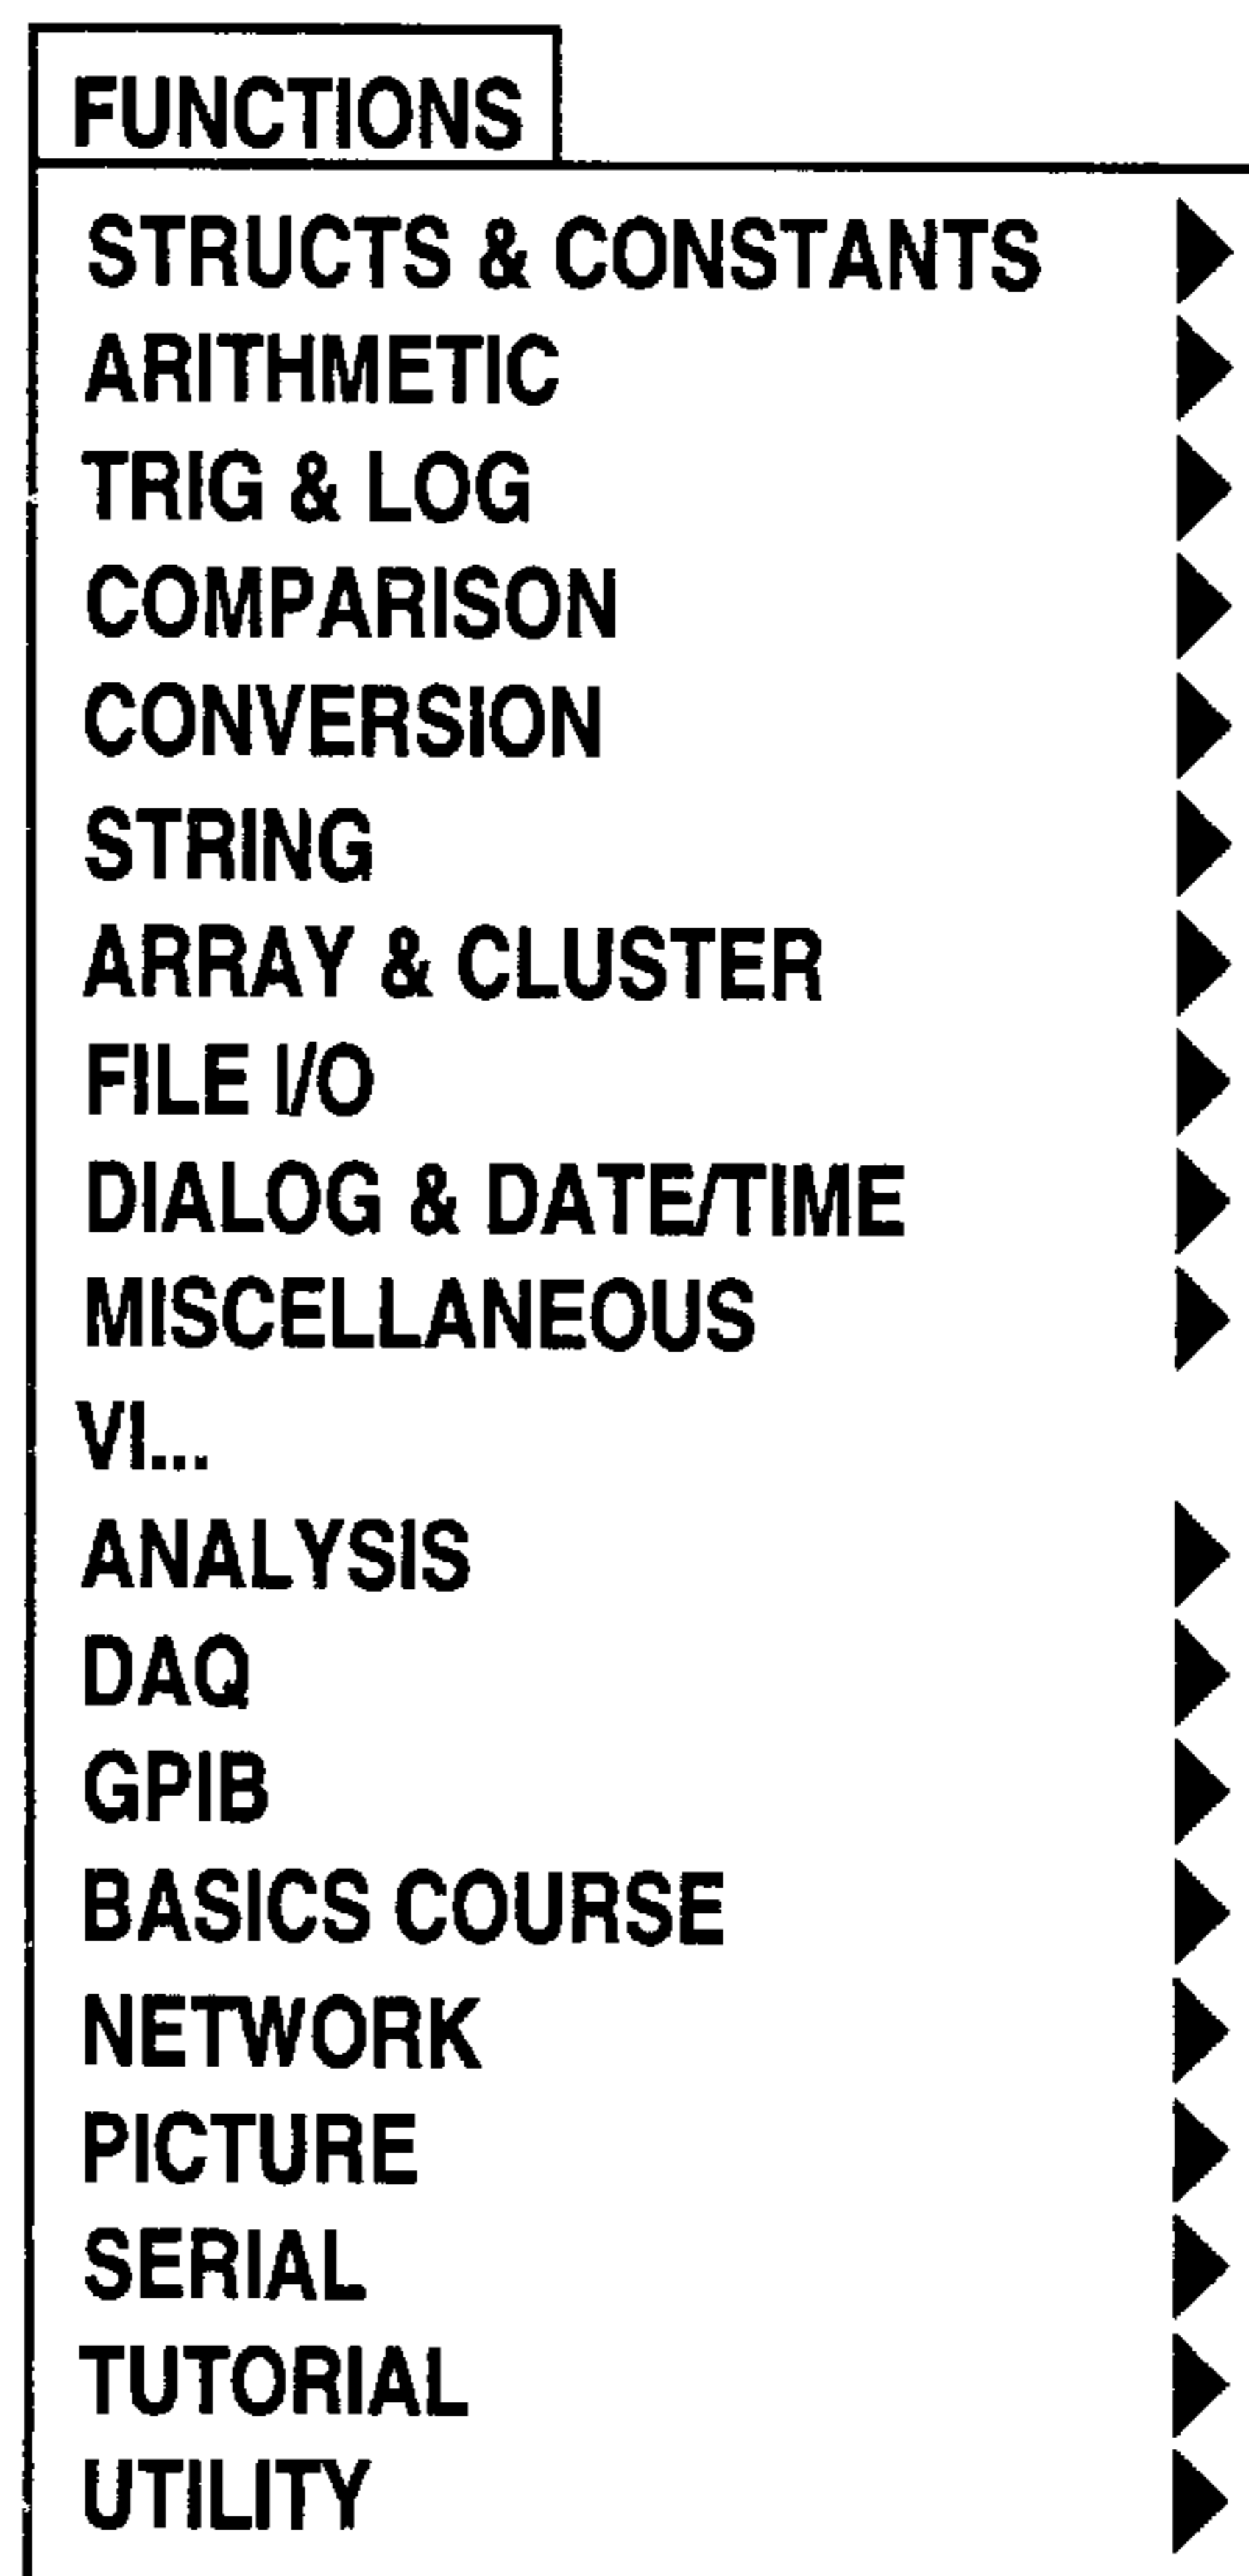 FUNCTIONS
STRUCTS & CONSTANTS
ARITHMETIC
TRIG & LOG
COMPARISON
CONVERSION
STRING
ARRAY & CLUSTER
FILE I/O
DIALOG & DATE/TIME
MISCELLANEOUS
VI...
ANALYSIS
DAQ
GPIB
BASICS COURSE
NETWORK
PICTURE
SERIAL
TUTORIAL
UTILITY